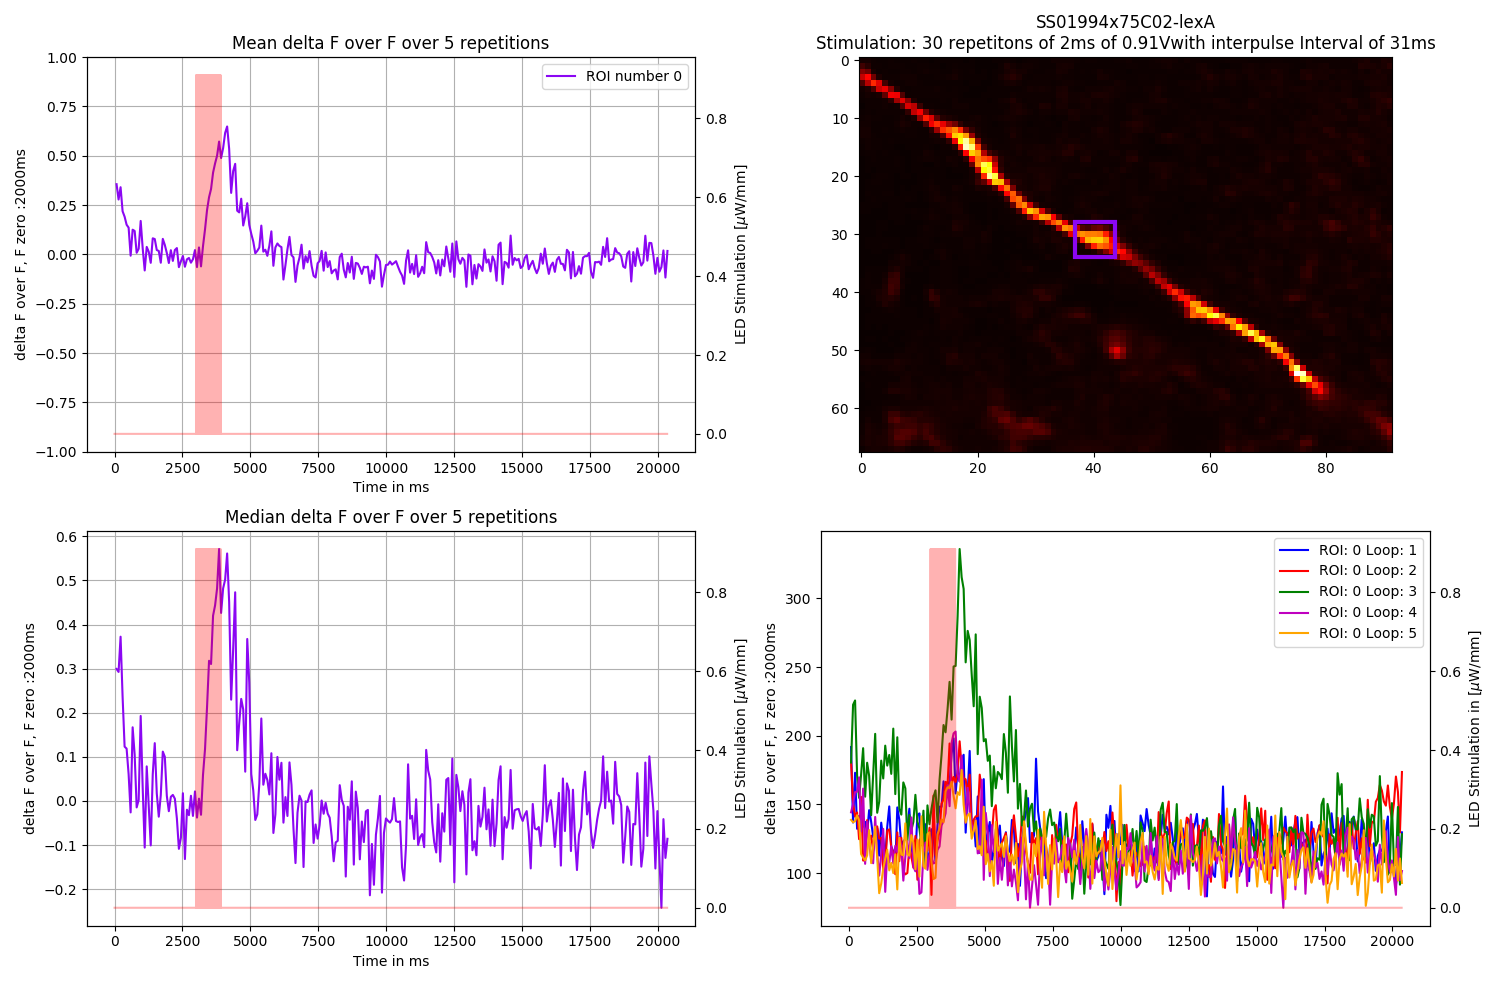 Mean delta F over F over 5 repetitions
delta F over F, F zero :2000ms
1.00
0.75
0.50
0.25
0.00
−0.25
−0.50
−0.75
−1.00
ROI number 0
0.8
0.6
0.4
0.2
0.0
LED Stimulation [μW/mm]
0 2500 5000 7500 10000 12500 15000 17500 20000
Time in ms
SS01994x75C02-lexA
Stimulation: 30 repetitons of 2ms of 0.91Vwith interpulse Interval of 31ms
0
10
20
30
40
50
60
0 20 40 60 80
Median delta F over F over 5 repetitions
delta F over F, F zero :2000ms
0.6
0.5
0.4
0.3
0.2
0.1
0.0
−0.1
−0.2
0.8
0.6
0.4
0.2
0.0
LED Stimulation [μW/mm]
0 2500 5000 7500 10000 12500 15000 17500 20000
Time in ms
delta F over F, F zero :2000ms
300
250
200
150
100
ROI: 0 Loop: 1
ROI: 0 Loop: 2
ROI: 0 Loop: 3
ROI: 0 Loop: 4
ROI: 0 Loop: 5
0.8
0.6
0.4
0.2
0.0
LED Stimulation in [μW/mm]
0 2500 5000 7500 10000 12500 15000 17500 20000